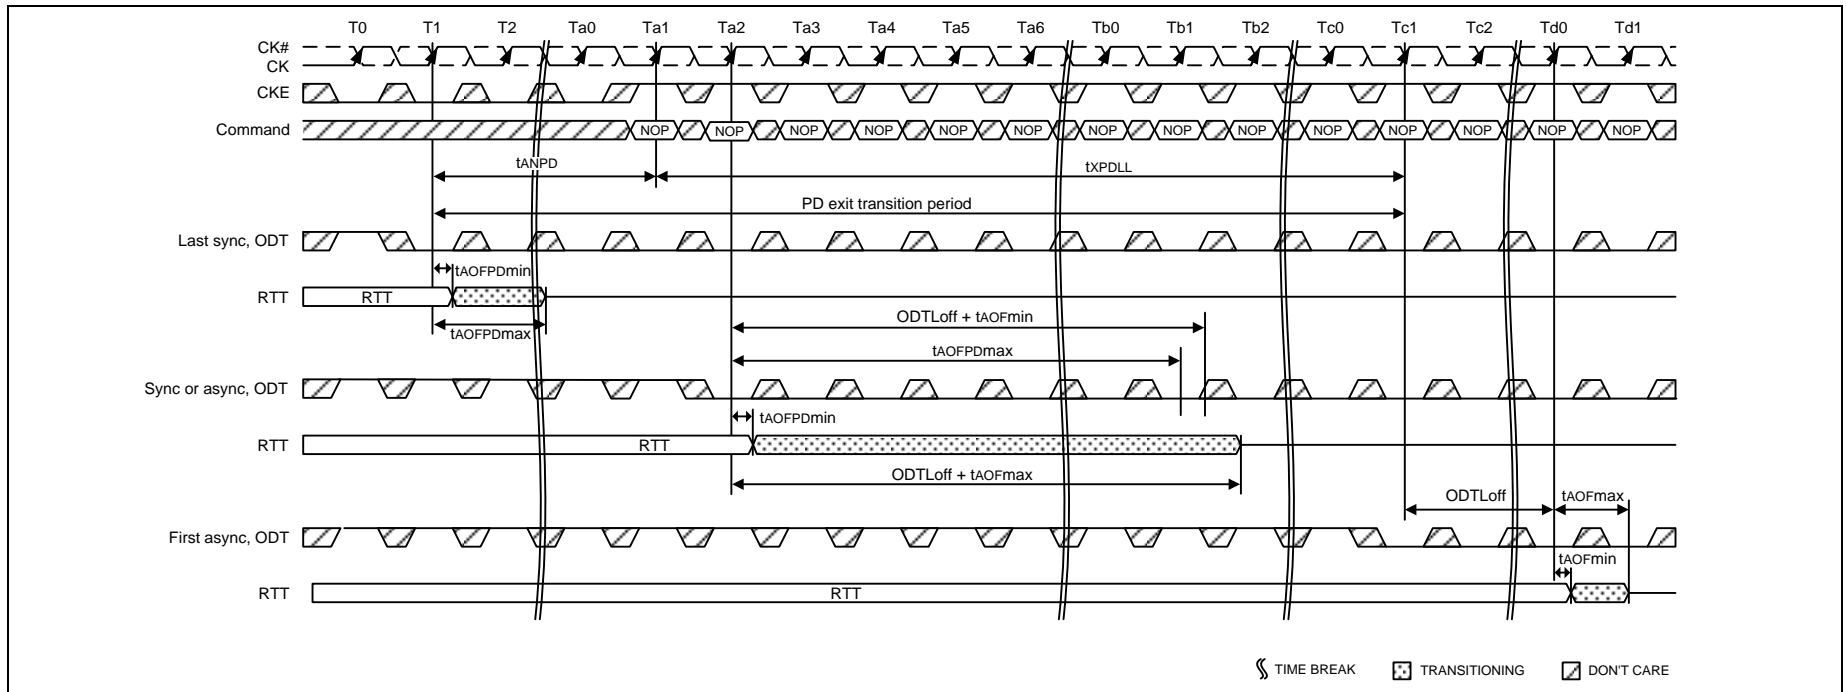 T0 T1 T2 Ta0 Ta1 Ta2 Ta3 Ta4 Ta5 Ta6 Tb0 Tb1 Tb2 Tc0 Tc1 Tc2 Td0 Td1
CK#
CK
CKE
Command NOP NOP NOP NOP NOP NOP NOP NOP NOP NOP NOP NOP NOP NOP
tANPD tXPDLL
PD exit transition period
Last sync, ODT
tAOFPDmin
RTT RTT
tAOFPDmax
ODTLoff + tAOFmin
tAOFPDmax
Sync or async, ODT
tAOFPDmin
RTT RTT
ODTLoff + tAOFmax
ODTLoff tAOFmax
First async, ODT
tAOFmin
RTT RTT
TIME BREAK TRANSITIONING DON'T CARE